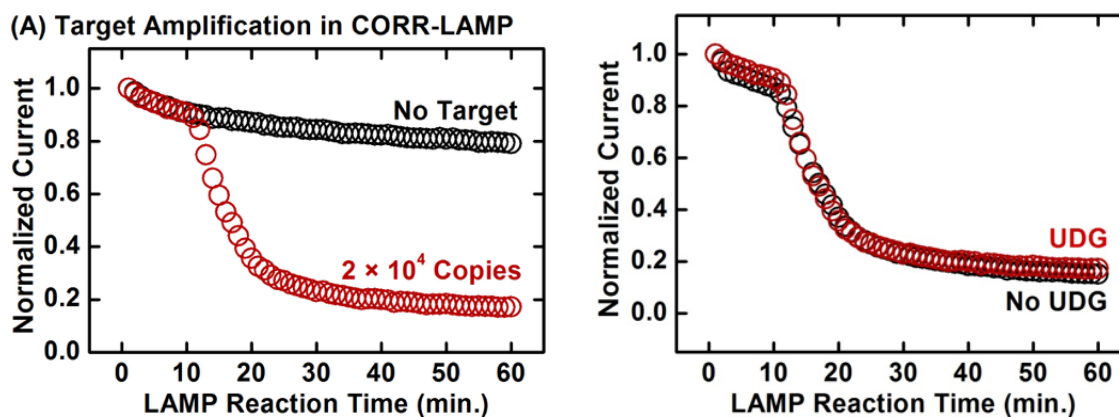 (A) Target Amplification in CORR-LAMP
Normalized Current
1.0
0.8
0.6
0.4
0.2
0.0
No Target
2 × 10⁴ Copies
0 10 20 30 40 50 60
LAMP Reaction Time (min.)
Normalized Current
1.0
0.8
0.6
0.4
0.2
0.0
UDG
No UDG
0 10 20 30 40 50 60
LAMP Reaction Time (min.)